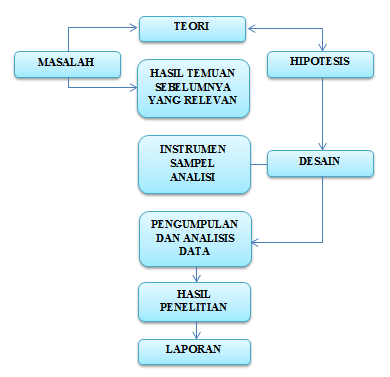 TEORI
MASALAH
HIPOTESIS
HASIL TEMUAN
SEBELUMNYA
YANG RELEVAN
INSTRUMEN
SAMPEL
ANALISI
DESAIN
PENGUMPULAN
DAN ANALISIS
DATA
HASIL
PENELITIAN
LAPORAN